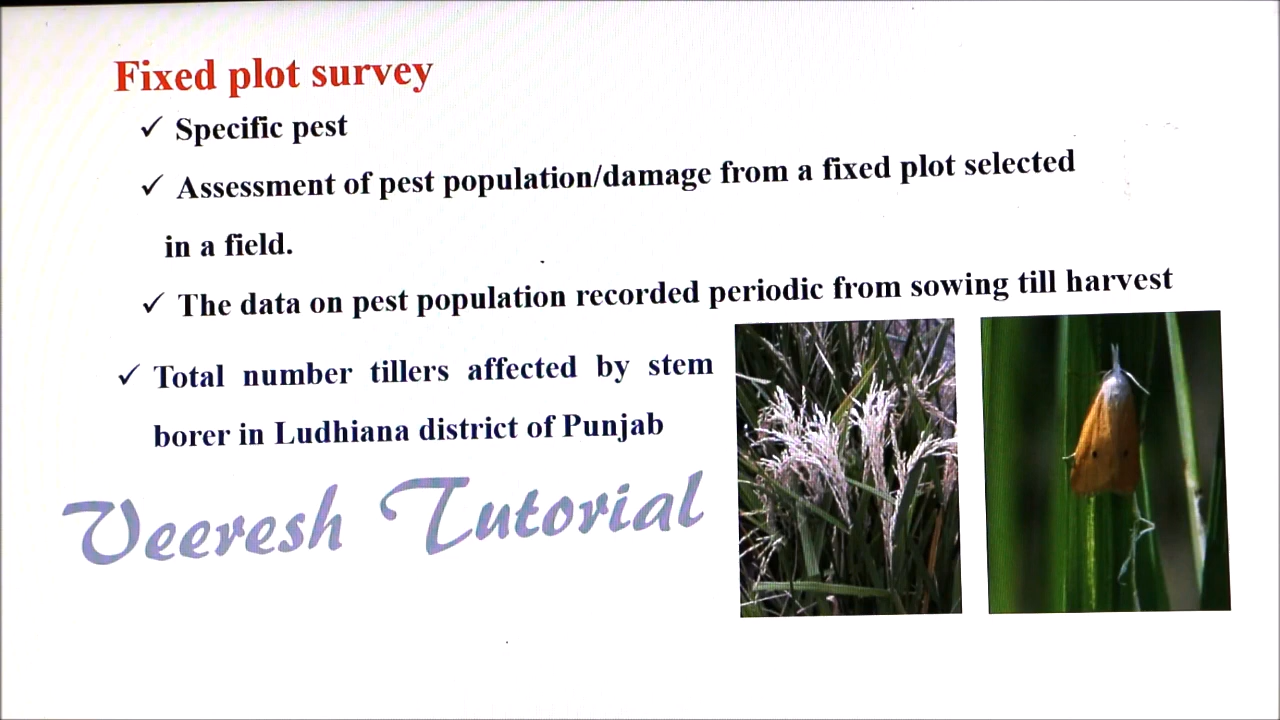 Fixed plot survey
✓ Specific pest
✓ Assessment of pest population/damage from a fixed plot selected
in a field.
✓ The data on pest population recorded periodic from sowing till harvest
✓ Total number tillers affected by stem
borer in Ludhiana district of Punjab
Veeresh Tutorial